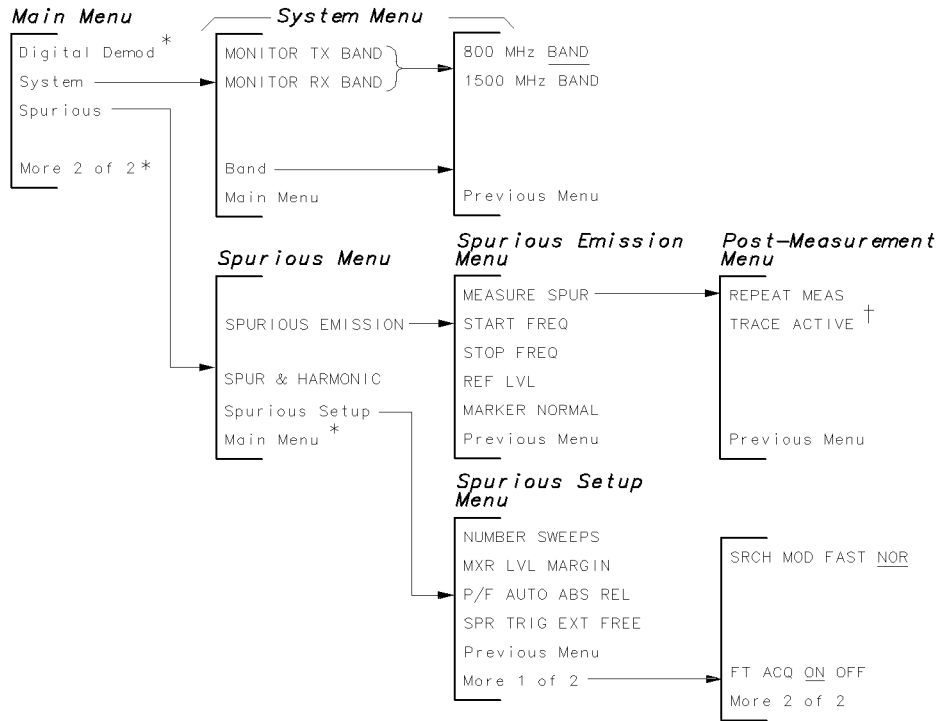 Main Menu
Digital Demod *
System
Spurious
More 2 of 2 *
System Menu
MONITOR TX BAND
MONITOR RX BAND
Band
Main Menu
800 MHz BAND
1500 MHz BAND
Previous Menu
Spurious Menu
SPURIOUS EMISSION
SPUR & HARMONIC
Spurious Setup
Main Menu *
Spurious Emission
Menu
MEASURE SPUR
START FREQ
STOP FREQ
REF LVL
MARKER NORMAL
Previous Menu
Post-Measurement
Menu
REPEAT MEAS
TRACE ACTIVE †
Previous Menu
Spurious Setup
Menu
NUMBER SWEEPS
MXR LVL MARGIN
P/F AUTO ABS REL
SPR TRIG EXT FREE
Previous Menu
More 1 of 2
SRCH MOD FAST NOR
FT ACQ ON OFF
More 2 of 2